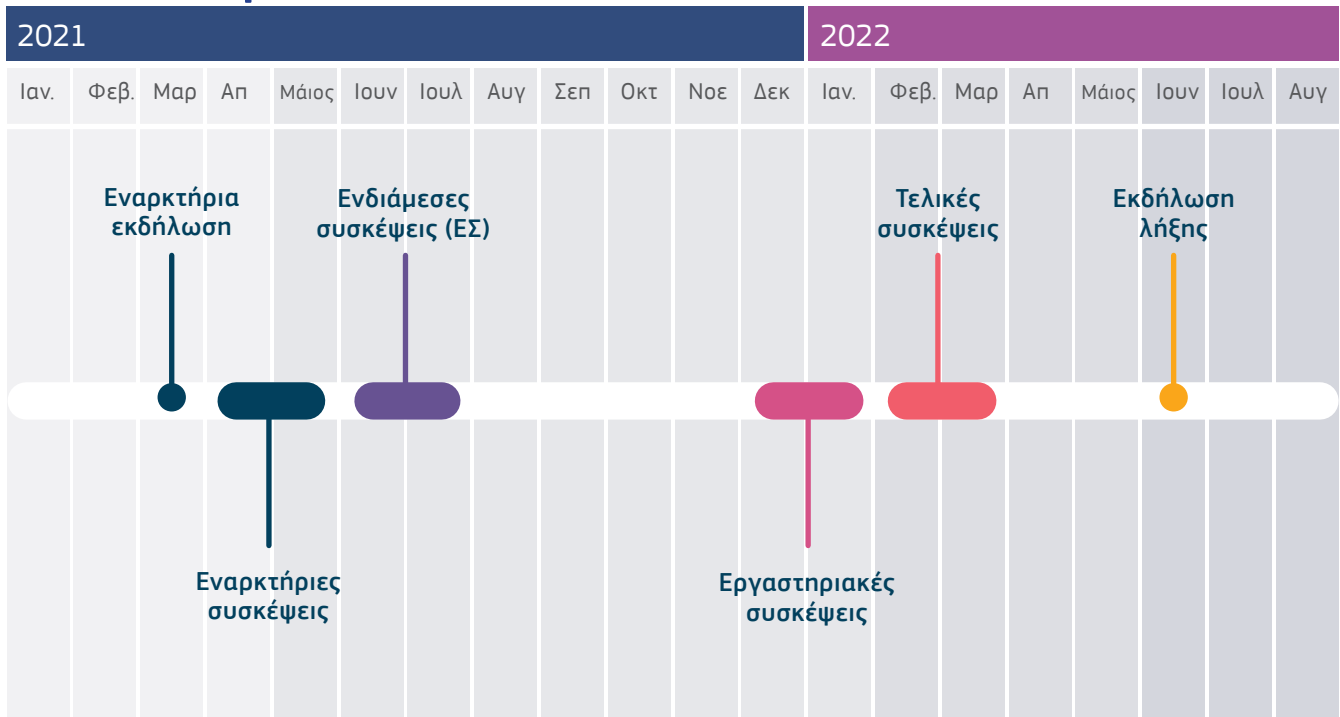 2021 2022
Ιαν. Φεβ. Μαρ Απ Μάιος Ιουν Ιουλ Αυγ Σεπ Οκτ Νοε Δεκ Ιαν. Φεβ. Μαρ Απ Μάιος Ιουν Ιουλ Αυγ
Εναρκτήρια
εκδήλωση
Ενδιάμεσες
συσκέψεις (ΕΣ)
Τελικές
συσκέψεις
Εκδήλωση
λήξης
Εναρκτήριες
συσκέψεις
Εργαστηριακές
συσκέψεις